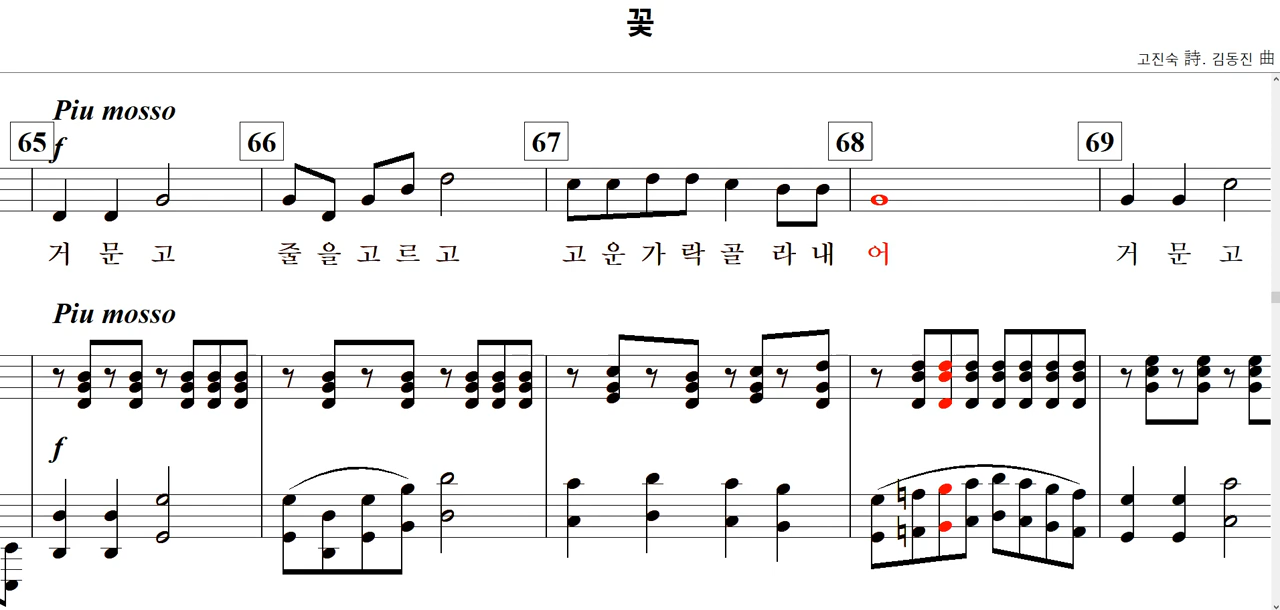 꽃
고진숙 詩. 김동진 曲
Piu mosso
65 66 67 68 69
f
거 문 고 줄 을 고 르 고 고 운 가 락 골 라 내 어 거 문 고
Piu mosso
f